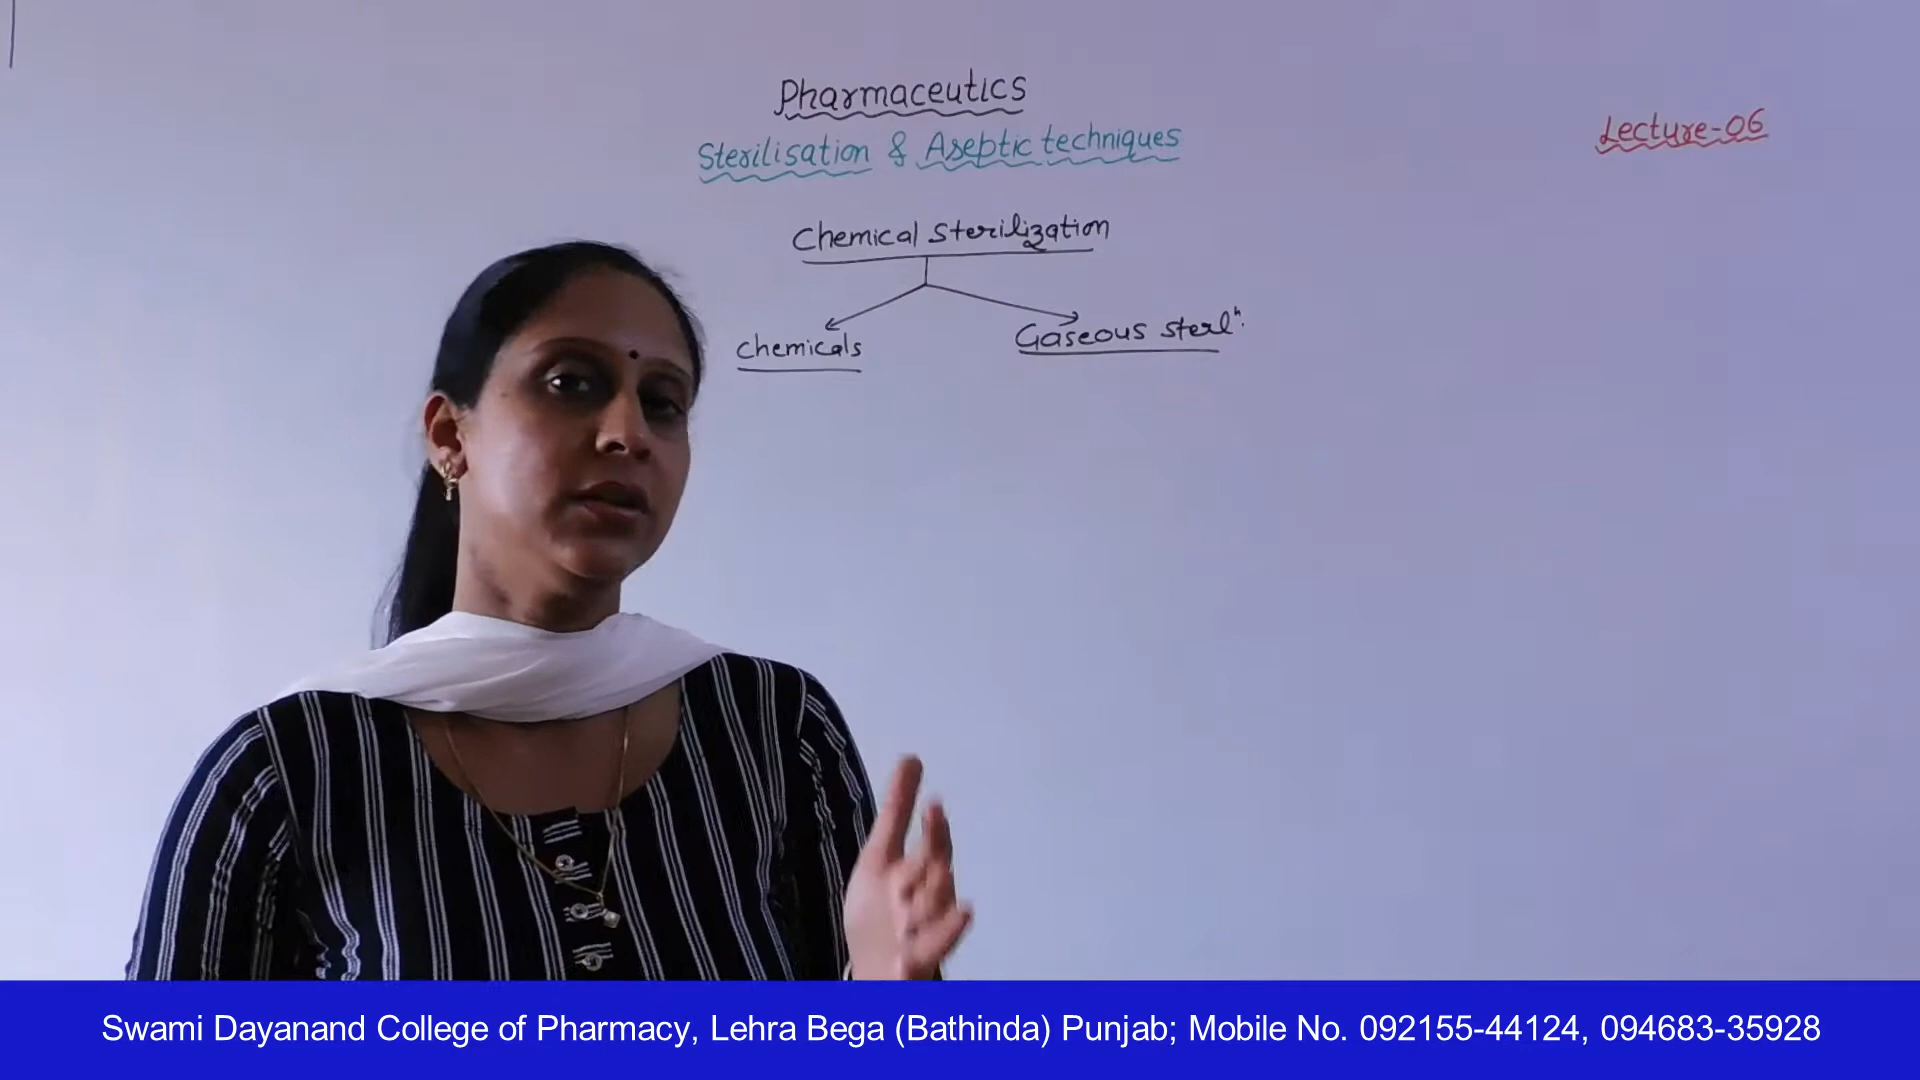 Pharmaceutics
Sterilisation & Aseptic techniques
Lecture-06
Chemical Sterilization
Chemicals
Gaseous sterlⁿ.
Swami Dayanand College of Pharmacy, Lehra Bega (Bathinda) Punjab; Mobile No. 092155-44124, 094683-35928